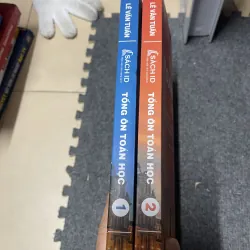 LÊ VĂN TUẤN
SÁCH ID
TỔNG ÔN TOÁN HỌC
1
LÊ VĂN TUẤN
SÁCH ID
TỔNG ÔN TOÁN HỌC
2